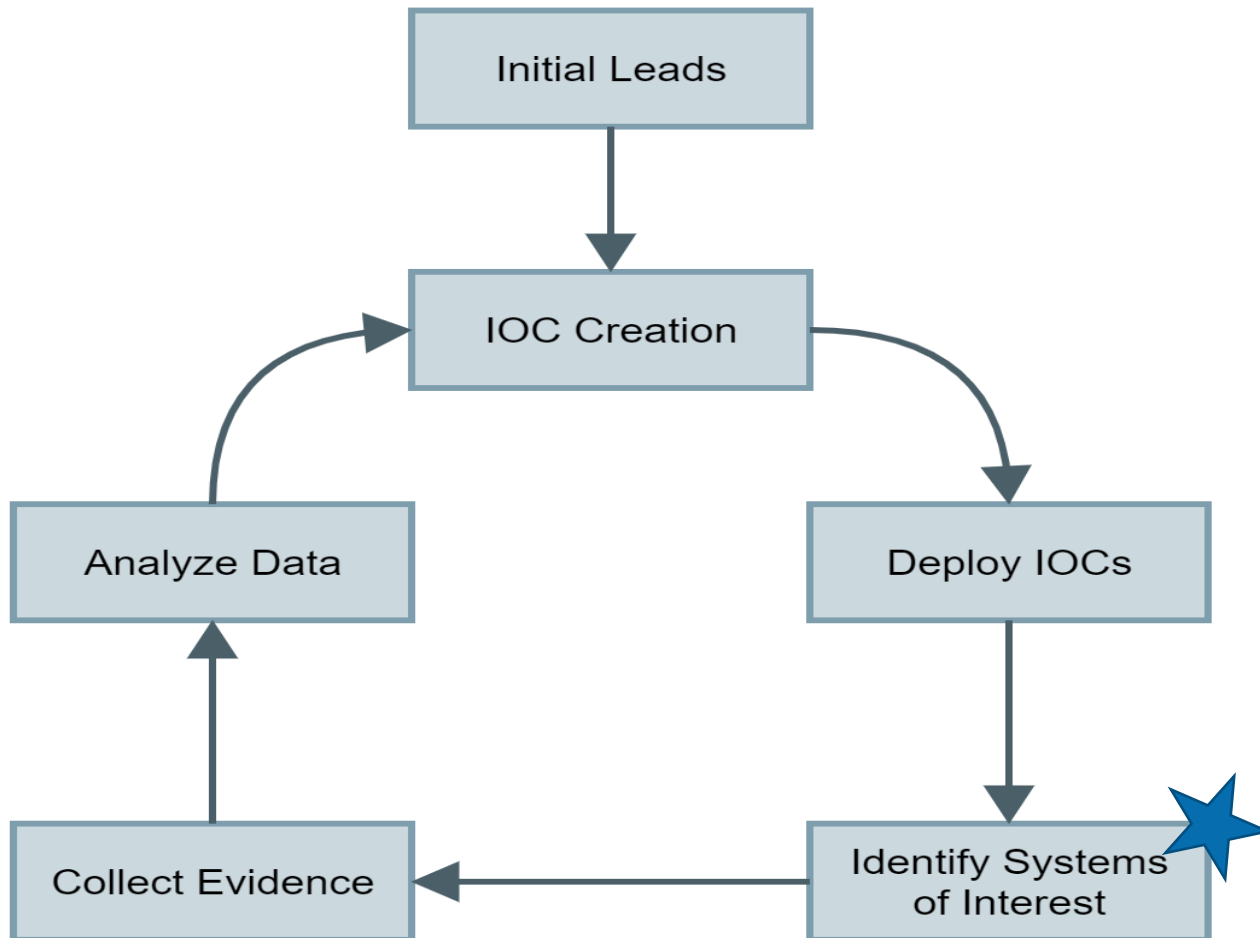 Initial Leads
IOC Creation
Analyze Data
Deploy IOCs
Collect Evidence
Identify Systems
of Interest